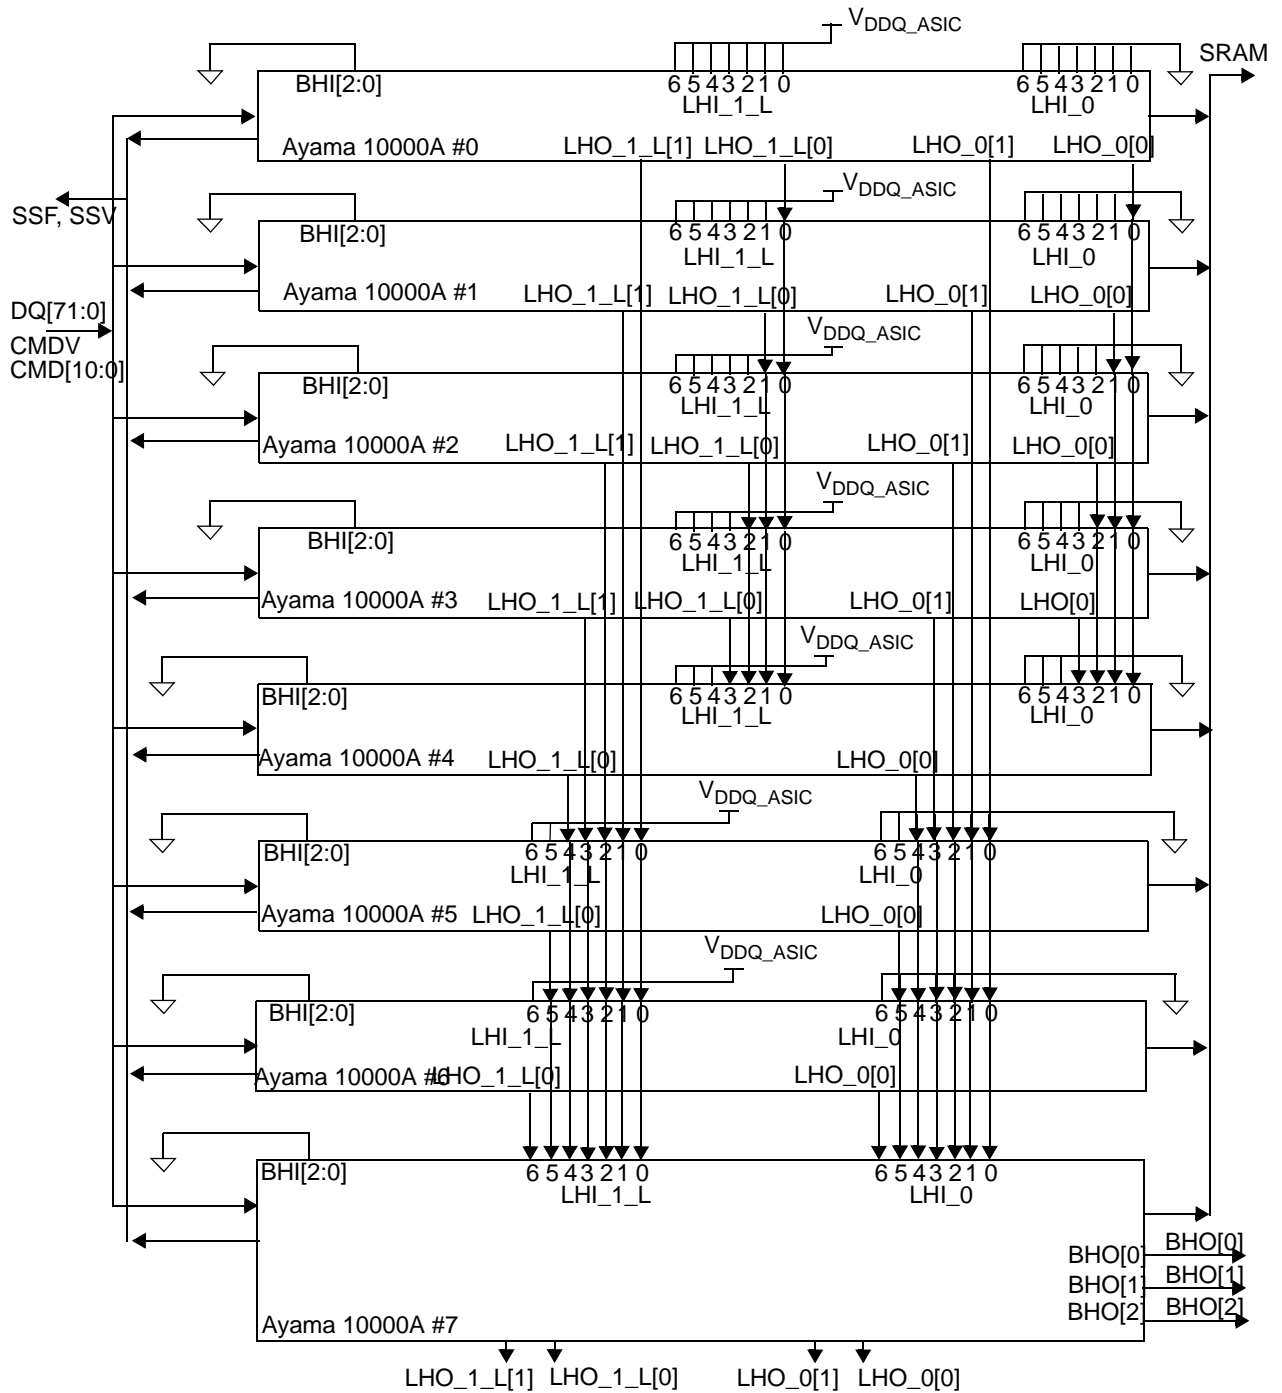 VDDQ_ASIC
SRAM
BHI[2:0]
6 5 4 3 2 1 0
LHI_1_L
6 5 4 3 2 1 0
LHI_0
Ayama 10000A #0
LHO_1_L[1]
LHO_1_L[0]
LHO_0[1]
LHO_0[0]
SSF, SSV
VDDQ_ASIC
BHI[2:0]
6 5 4 3 2 1 0
LHI_1_L
6 5 4 3 2 1 0
LHI_0
Ayama 10000A #1
LHO_1_L[1]
LHO_1_L[0]
LHO_0[1]
LHO_0[0]
DQ[71:0]
CMDV
CMD[10:0]
VDDQ_ASIC
BHI[2:0]
6 5 4 3 2 1 0
LHI_1_L
6 5 4 3 2 1 0
LHI_0
Ayama 10000A #2
LHO_1_L[1]
LHO_1_L[0]
LHO_0[1]
LHO_0[0]
VDDQ_ASIC
BHI[2:0]
6 5 4 3 2 1 0
LHI_1_L
6 5 4 3 2 1 0
LHI_0
Ayama 10000A #3
LHO_1_L[1]
LHO_1_L[0]
LHO_0[1]
LHO[0]
VDDQ_ASIC
BHI[2:0]
6 5 4 3 2 1 0
LHI_1_L
6 5 4 3 2 1 0
LHI_0
Ayama 10000A #4
LHO_1_L[0]
LHO_0[0]
VDDQ_ASIC
BHI[2:0]
6 5 4 3 2 1 0
LHI_1_L
6 5 4 3 2 1 0
LHI_0
Ayama 10000A #5
LHO_1_L[0]
LHO_0[0]
VDDQ_ASIC
BHI[2:0]
6 5 4 3 2 1 0
LHI_1_L
6 5 4 3 2 1 0
LHI_0
Ayama 10000A #6
LHO_1_L[0]
LHO_0[0]
BHI[2:0]
6 5 4 3 2 1 0
LHI_1_L
6 5 4 3 2 1 0
LHI_0
BHO[0]
BHO[0]
BHO[1]
BHO[1]
BHO[2]
BHO[2]
Ayama 10000A #7
LHO_1_L[1]
LHO_1_L[0]
LHO_0[1]
LHO_0[0]